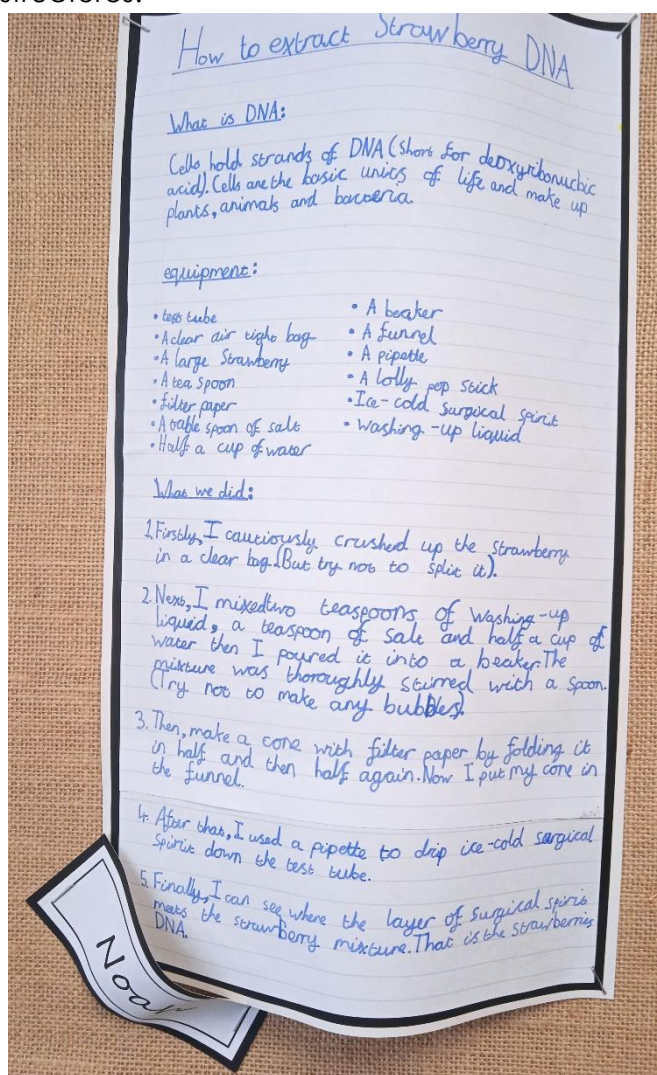 How to extract Strawberry DNA
What is DNA:
Cells hold strands of DNA (short for deoxyribonucbic
acid). Cells are the basic units of life and make up
plants, animals and bacteria.
equipment:
• test tube
• A clear air tight bag
• A large Strawberry
• A tea spoon
• filter paper
• A table spoon of salt
• Half a cup of water
• A beaker
• A funnel
• A pipette
• A lolly pop stick
• Ice-cold surgical spirit
• washing-up liquid
What we did:
1. Firstly, I cautiously crushed up the strawberry
in a clear bag. (But try not to split it).
2. Next, I mixed two teaspoons of washing-up
liquid, a teaspoon of salt and half a cup of
water then I poured it into a beaker. The
mixture was thoroughly stirred with a spoon.
(Try not to make any bubbles).
3. Then, make a cone with filter paper by folding it
in half and then half again. Now I put my cone in
the funnel.
4. After that, I used a pipette to drip ice-cold surgical
spirit down the test tube.
5. Finally, I can see where the layer of surgical spirit
meets the strawberry mixture. That is the strawberries
DNA.
Noah